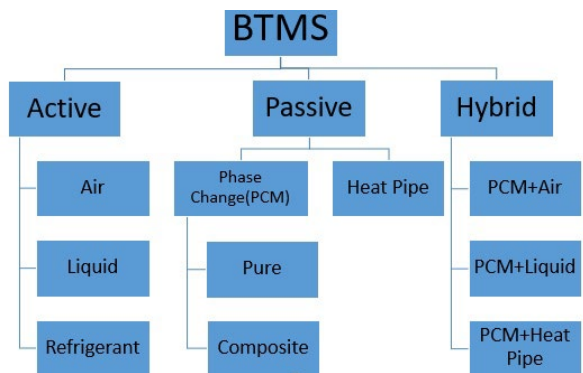 BTMS
Active
Passive
Hybrid
Air
Phase
Change(PCM)
Heat Pipe
PCM+Air
Liquid
Pure
PCM+Liquid
Refrigerant
Composite
PCM+Heat
Pipe